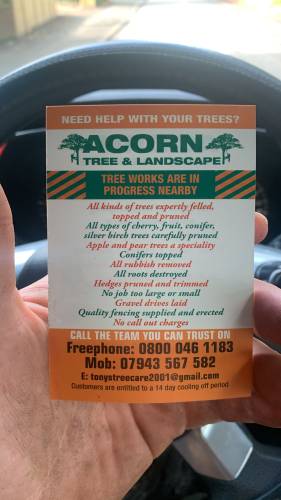 NEED HELP WITH YOUR TREES?
ACORN
TREE & LANDSCAPE
TREE WORKS ARE IN
PROGRESS NEARBY
All kinds of trees expertly felled,
topped and pruned
All types of cherry, fruit, conifer,
silver birch trees carefully pruned
Apple and pear trees a speciality
Conifers topped
All rubbish removed
All roots destroyed
Hedges pruned and trimmed
No job too large or small
Gravel drives laid
Quality fencing supplied and erected
No call out charges
CALL THE TEAM YOU CAN TRUST ON
Freephone: 0800 046 1183
Mob: 07943 567 582
E: tonystreecare2001@gmail.com
Customers are entitled to a 14 day cooling off period